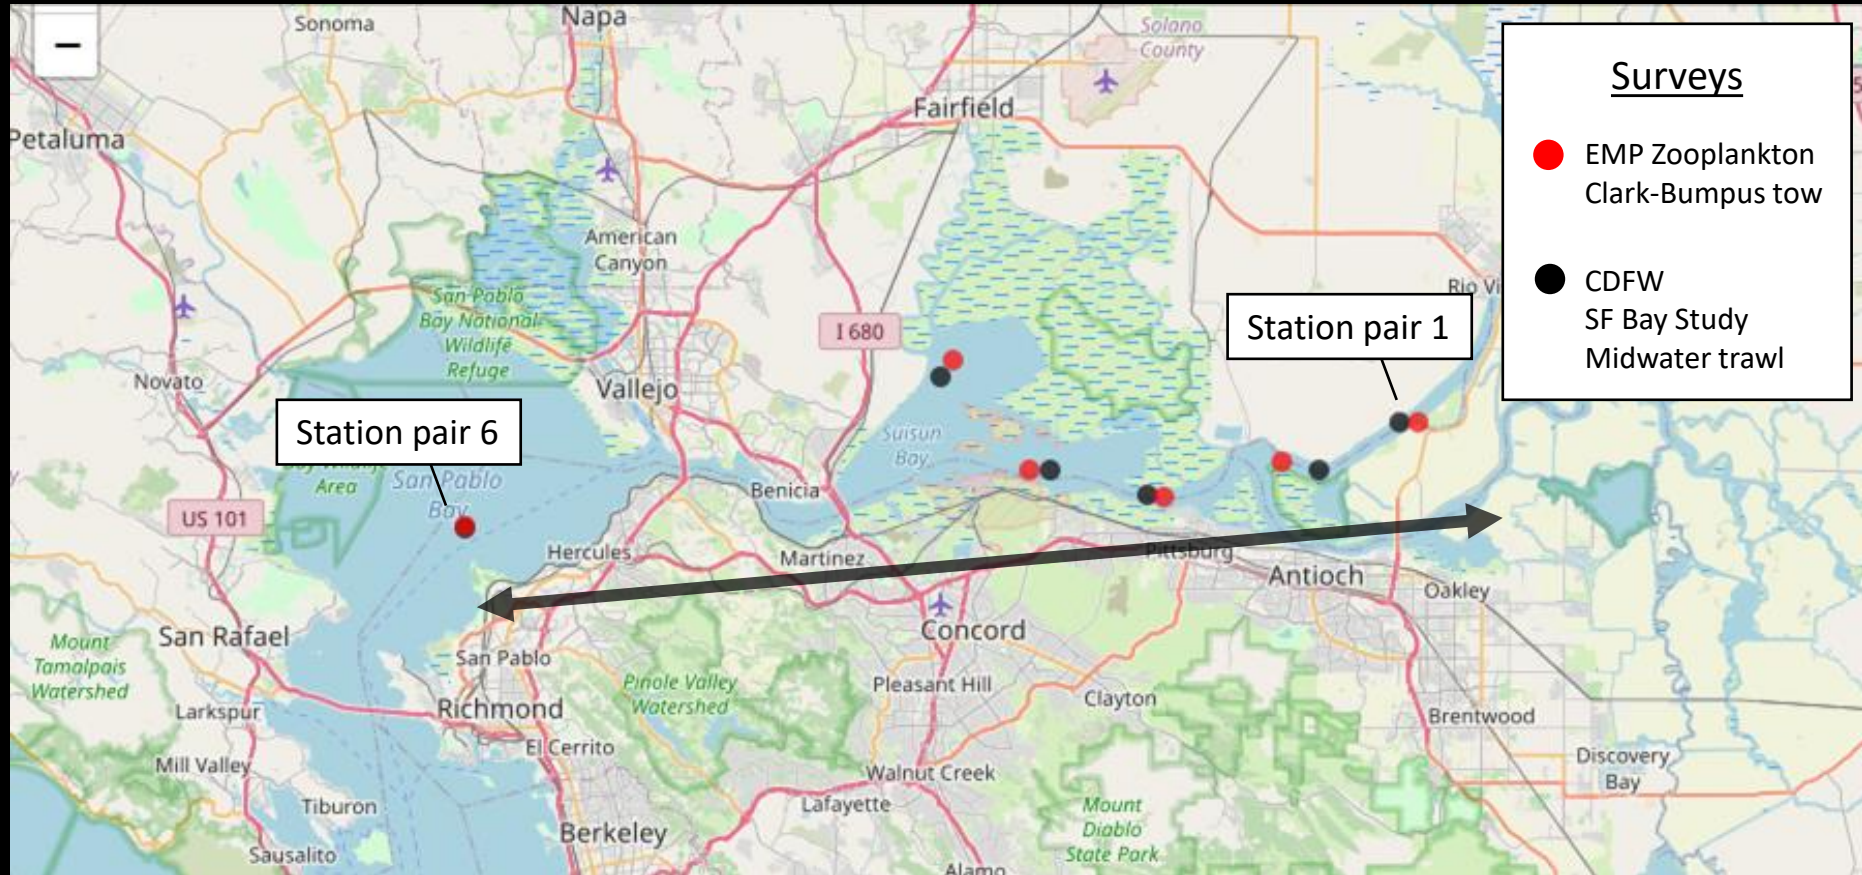 −
Sonoma
Napa
Solano
County
Petaluma
Fairfield
American
Canyon
San Pablo
Bay National
Wildlife
Refuge
I 680
Novato
Vallejo
Suisun
Bay
Rio Vi
Surveys
EMP Zooplankton
Clark-Bumpus tow
CDFW
SF Bay Study
Midwater trawl
Station pair 1
Station pair 6
Area
San Pablo
Bay
US 101
Benicia
Hercules
Martinez
Pittsburg
Antioch
Oakley
Concord
San Rafael
Mount
Tamalpais
Watershed
San Pablo
Pinole Valley
Watershed
Pleasant Hill
Clayton
Larkspur
Richmond
Brentwood
El Cerrito
Mill Valley
Walnut Creek
Discovery
Bay
Tiburon
Lafayette
Mount
Diablo
State Park
Berkeley
Sausalito
Alamo